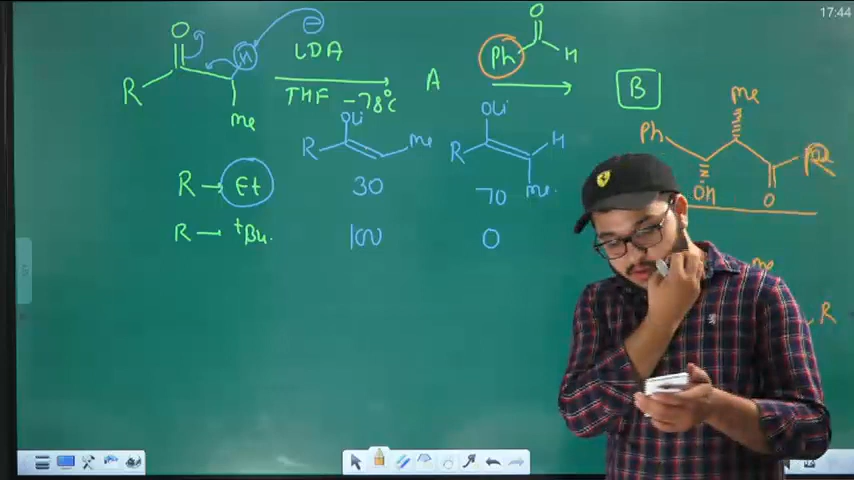 17:44
O
R
H
Me
⊖
LDA
THF -78°C
A
O
Ph
H
B
OLi
R
Me
OLi
R
H
Me.
R → Et
30
70
R → tBu.
100
0
Me
Ph
OH
O
R
me
R